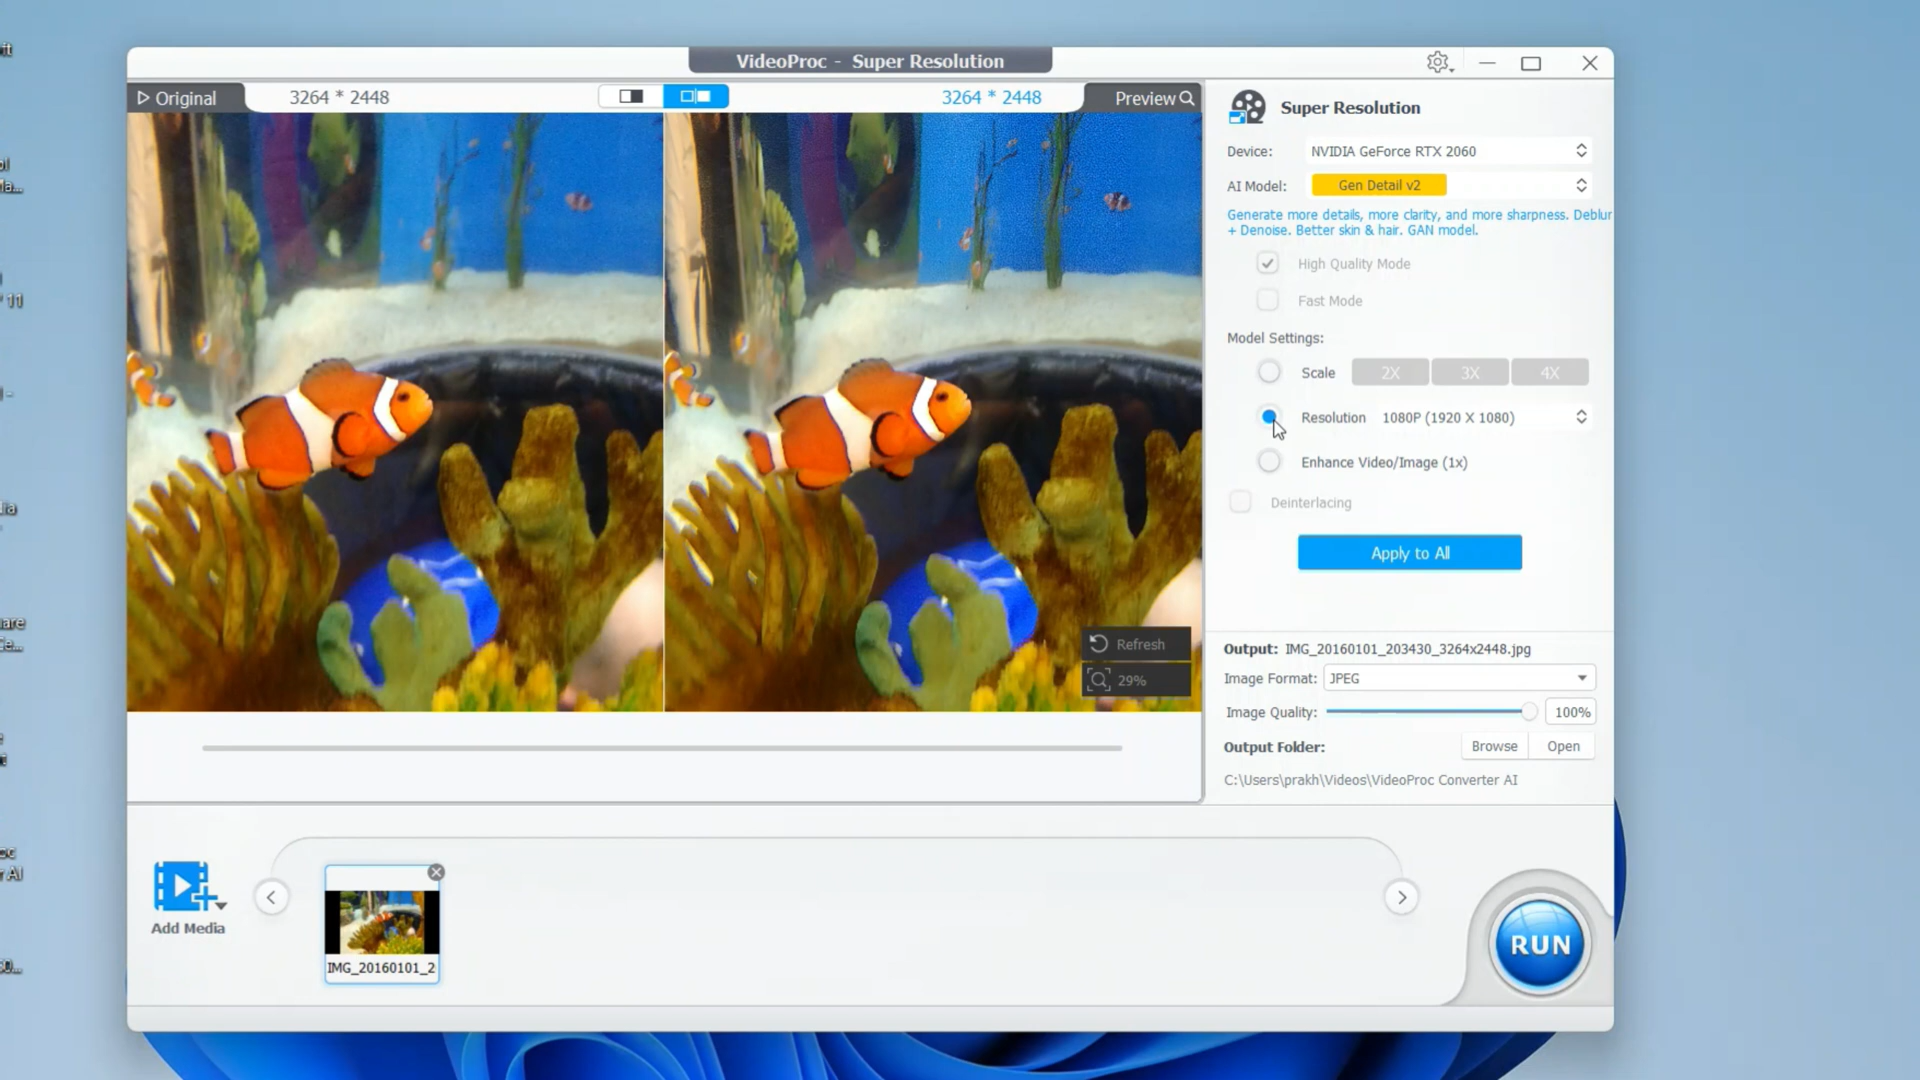 VideoProc - Super Resolution
Original
3264 * 2448
3264 * 2448
Preview
Super Resolution
Device:
NVIDIA GeForce RTX 2060
AI Model:
Gen Detail v2
Generate more details, more clarity, and more sharpness. Deblur
+ Denoise. Better skin & hair. GAN model.
High Quality Mode
Fast Mode
Model Settings:
Scale
2X
3X
4X
Resolution
1080P (1920 X 1080)
Enhance Video/Image (1x)
Deinterlacing
Apply to All
Refresh
29%
Output: IMG_20160101_203430_3264x2448.jpg
Image Format:
JPEG
Image Quality:
100%
Output Folder:
Browse
Open
C:\Users\prakh\Videos\VideoProc Converter AI
Add Media
IMG_20160101_2
RUN
11
AI